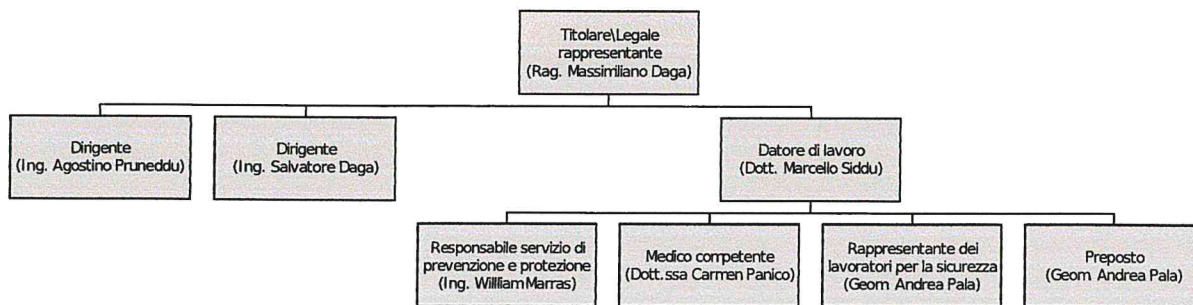 Titolare\Legale
rappresentante
(Rag. Massimiliano Daga)
Dirigente
(Ing. Agostino Pruneddu)
Dirigente
(Ing. Salvatore Daga)
Datore di lavoro
(Dott. Marcello Siddu)
Responsabile servizio di
prevenzione e protezione
(Ing. Willliam Marras)
Medico competente
(Dott.ssa Carmen Panico)
Rappresentante dei
lavoratori per la sicurezza
(Geom. Andrea Pala)
Preposto
(Geom. Andrea Pala)